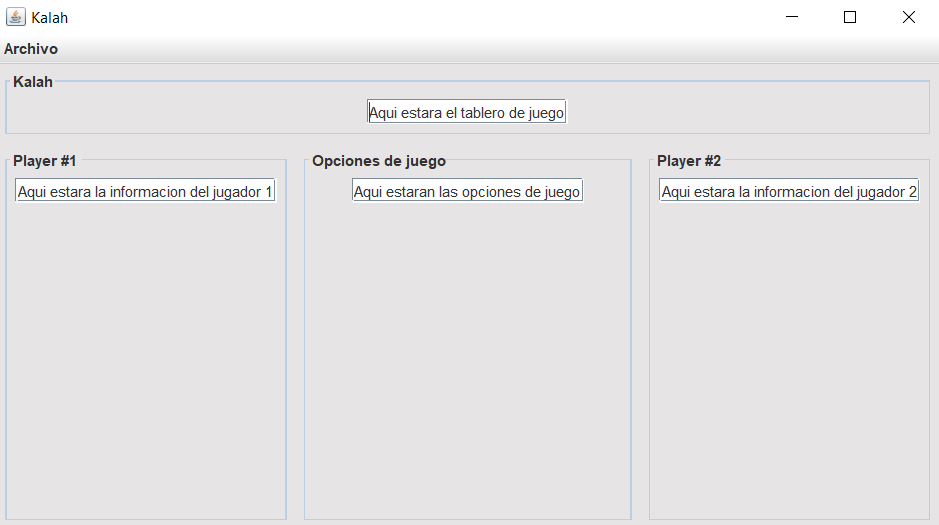 Kalah
Archivo
Kalah
Aqui estara el tablero de juego
Player #1
Aqui estara la informacion del jugador 1
Opciones de juego
Aqui estaran las opciones de juego
Player #2
Aqui estara la informacion del jugador 2